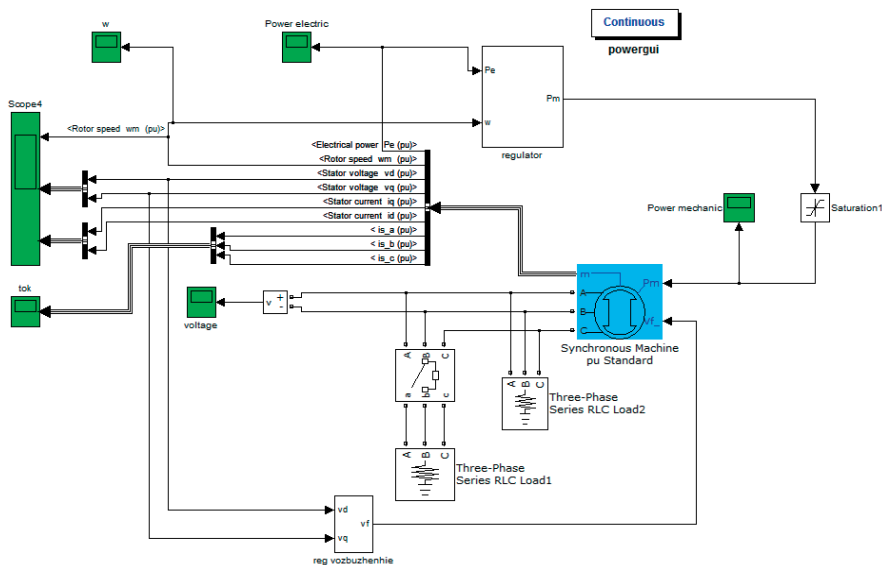 w
Power electric
Continuous
powergui
Scope4
Pe
Pm
w
regulator
<Rotor speed wm (pu)>
<Electrical power Pe (pu)>
<Rotor speed wm (pu)>
<Stator voltage vd (pu)>
<Stator voltage vq (pu)>
<Stator current iq (pu)>
<Stator current id (pu)>
< is_a (pu)>
< is_b (pu)>
< is_c (pu)>
Power mechanic
Saturation1
tok
voltage
v
+
-
m
A
B
C
Pm
Vf_
Synchronous Machine
pu Standard
A
B
C
a
b
c
A
B
C
Three-Phase
Series RLC Load2
A
B
C
Three-Phase
Series RLC Load1
vd
vf
vq
reg vozbuzhenhie